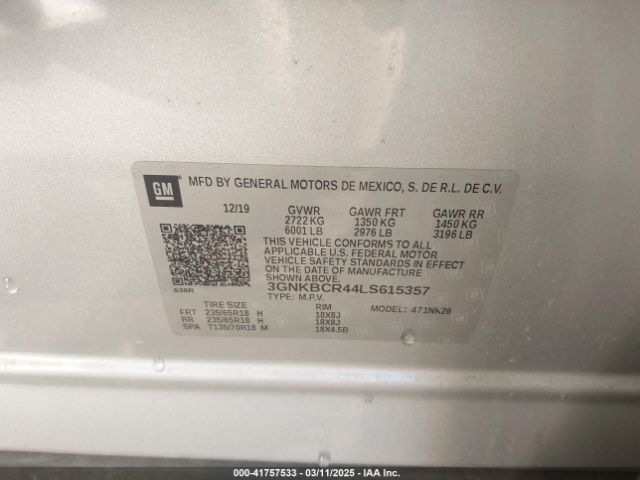 GM MFD BY GENERAL MOTORS DE MEXICO, S. DE R.L. DE C.V.
12/19 GVWR GAWR FRT GAWR RR
2722 KG 1350 KG 1450 KG
6001 LB 2976 LB 3196 LB
THIS VEHICLE CONFORMS TO ALL
APPLICABLE U.S. FEDERAL MOTOR
VEHICLE SAFETY STANDARDS IN EFFECT
ON THE DATE OF MANUFACTURE
SHOWN ABOVE.
636R 3GNKBCR44LS615357
TYPE: M.P.V. MODEL: 471NK26
TIRE SIZE RIM
FRT 235/65R18 H 18X8J
RR 235/65R18 H 18X8J
SPA T135/70R18 M 18X4.5B
000-41757533 - 03/11/2025 - IAA Inc.